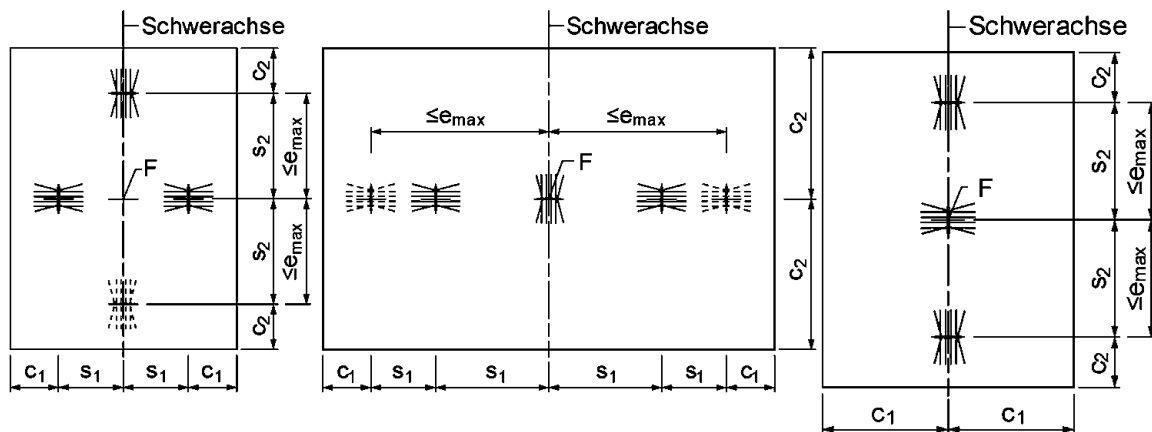 Schwerachse
c₂
s₂
≤eₘₐₓ
F
s₂
≤eₘₐₓ
c₂
c₁
s₁
s₁
c₁
Schwerachse
≤eₘₐₓ
≤eₘₐₓ
F
c₂
c₂
c₁
s₁
s₁
s₁
s₁
c₁
Schwerachse
c₂
s₂
≤eₘₐₓ
F
s₂
≤eₘₐₓ
c₂
c₁
c₁